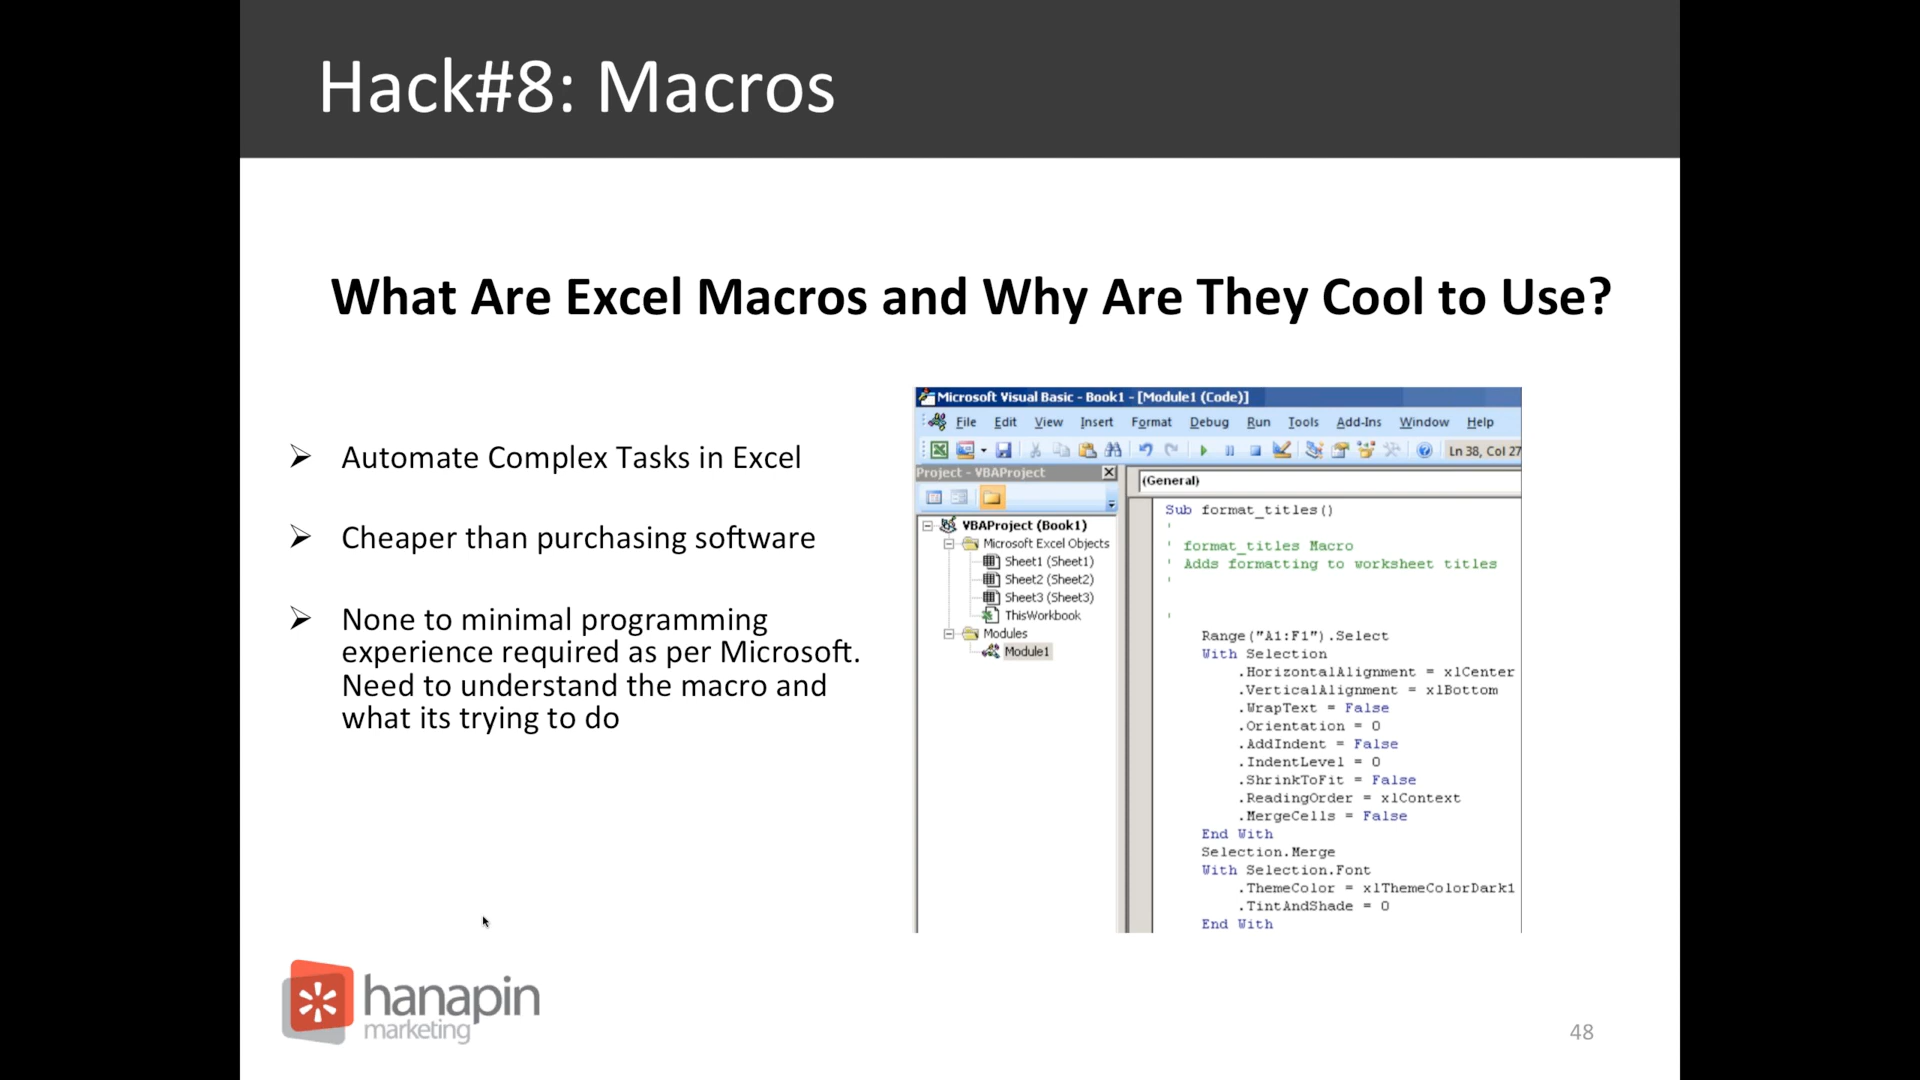 Hack#8: Macros
What Are Excel Macros and Why Are They Cool to Use?
Automate Complex Tasks in Excel
Cheaper than purchasing software
None to minimal programming
experience required as per Microsoft.
Need to understand the macro and
what its trying to do
Microsoft Visual Basic - Book1 - [Module1 (Code)]
File Edit View Insert Format Debug Run Tools Add-Ins Window Help
Ln 38, Col 27
Project - VBAProject
(General)
VBAProject (Book1)
Microsoft Excel Objects
Sheet1 (Sheet1)
Sheet2 (Sheet2)
Sheet3 (Sheet3)
ThisWorkbook
Modules
Module1
Sub format_titles()
'
' format_titles Macro
' Adds formatting to worksheet titles
'
'
Range("A1:F1").Select
With Selection
.HorizontalAlignment = xlCenter
.VerticalAlignment = xlBottom
.WrapText = False
.Orientation = 0
.AddIndent = False
.IndentLevel = 0
.ShrinkToFit = False
.ReadingOrder = xlContext
.MergeCells = False
End With
Selection.Merge
With Selection.Font
.ThemeColor = xlThemeColorDark1
.TintAndShade = 0
End With
hanapin
marketing
48